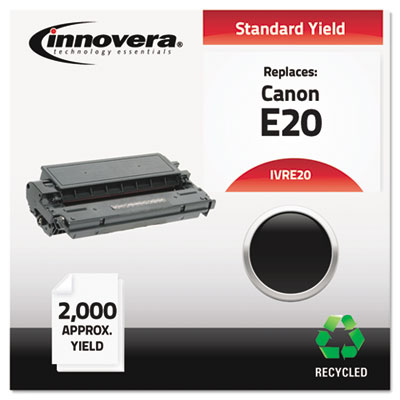 innovera
technology essentials
Standard Yield
Replaces:
Canon
E20
IVRE20
2,000
APPROX.
YIELD
RECYCLED